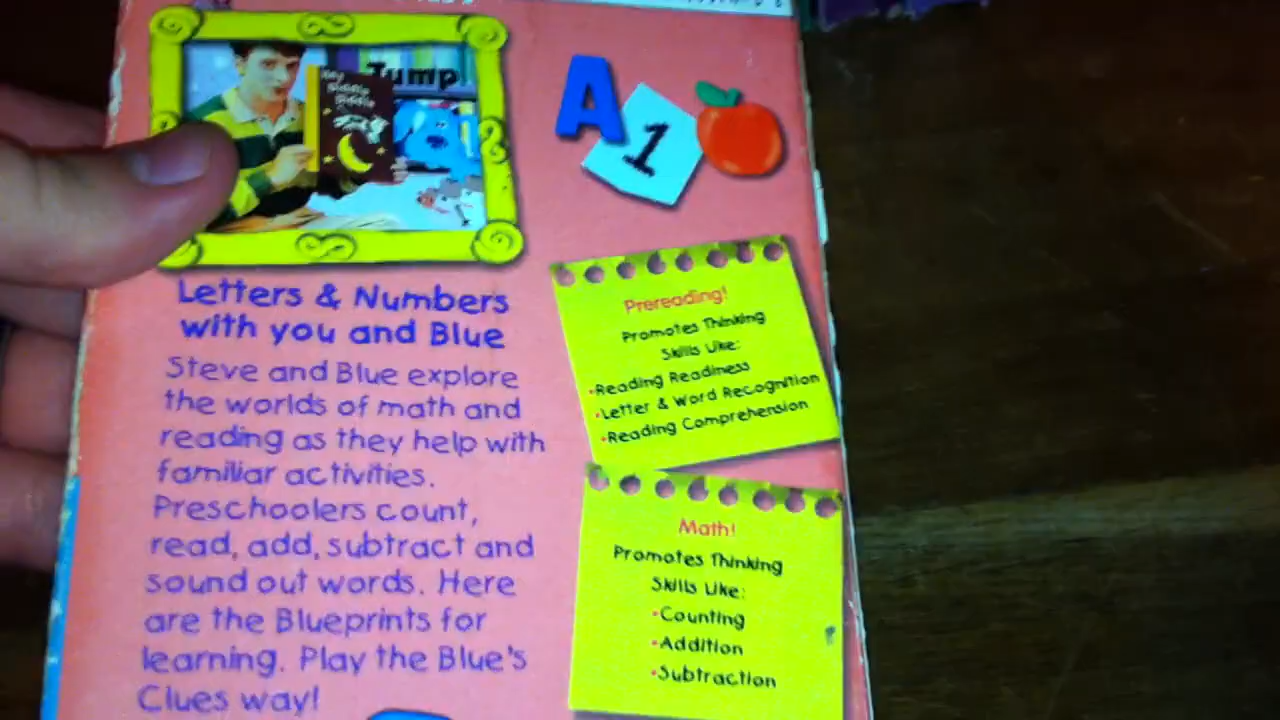 Jump
Hey
Diddle
Diddle
A
1
Letters & Numbers
with you and Blue
Steve and Blue explore
the worlds of math and
reading as they help with
familiar activities.
Preschoolers count,
read, add, subtract and
sound out words. Here
are the Blueprints for
learning. Play the Blue's
Clues way!
Prereading!
Promotes Thinking
Skills Like:
•Reading Readiness
•Letter & Word Recognition
•Reading Comprehension
Math!
Promotes Thinking
Skills Like:
•Counting
•Addition
•Subtraction